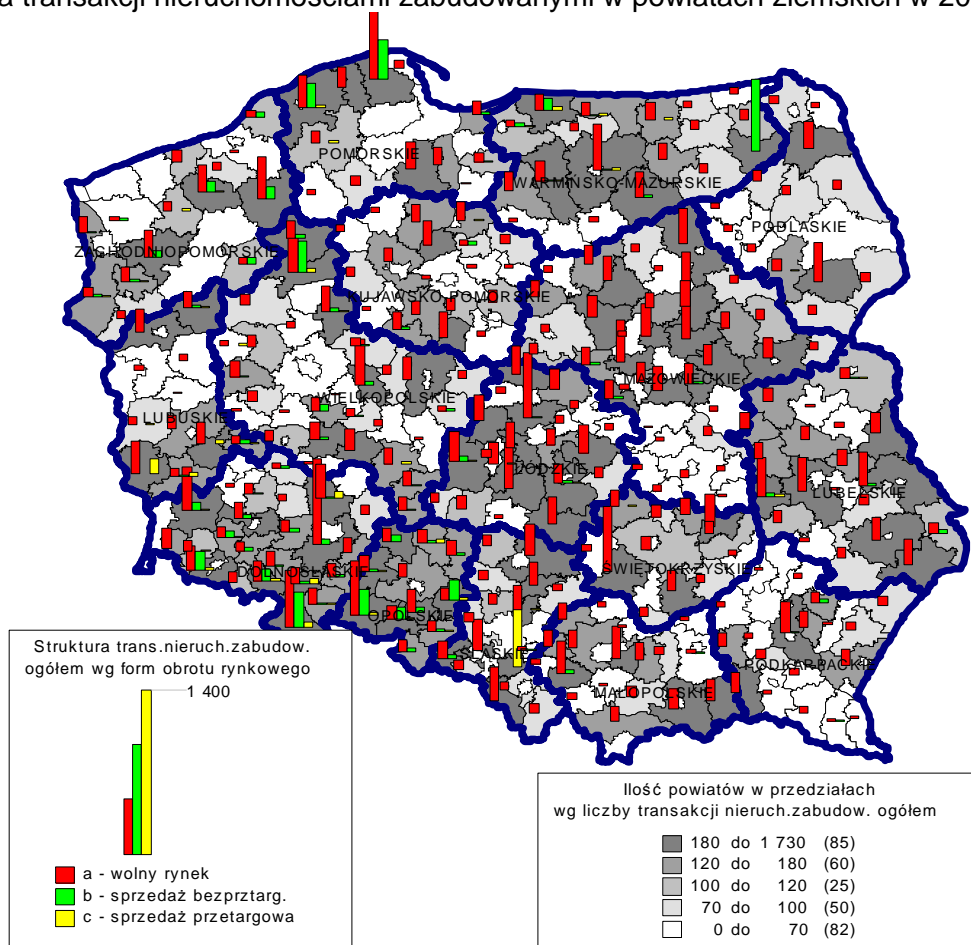 a transakcji nieruchomościami zabudowanymi w powiatach ziemskich w 20
POMORSKIE
WARMIŃSKO-MAZURSKIE
PODLASKIE
ZACHODNIOPOMORSKIE
KUJAWSKO-POMORSKIE
MAZOWIECKIE
WIELKOPOLSKIE
LUBUSKIE
ŁÓDZKIE
LUBELSKIE
DOLNOŚLĄSKIE
ŚWIĘTOKRZYSKIE
OPOLSKIE
ŚLĄSKIE
PODKARPACKIE
MAŁOPOLSKIE
Struktura trans.nieruch.zabudow.
ogółem wg form obrotu rynkowego
1 400
a - wolny rynek
b - sprzedaż bezprztarg.
c - sprzedaż przetargowa
Ilość powiatów w przedziałach
wg liczby transakcji nieruch.zabudow. ogółem
180 do 1 730 (85)
120 do 180 (60)
100 do 120 (25)
70 do 100 (50)
0 do 70 (82)